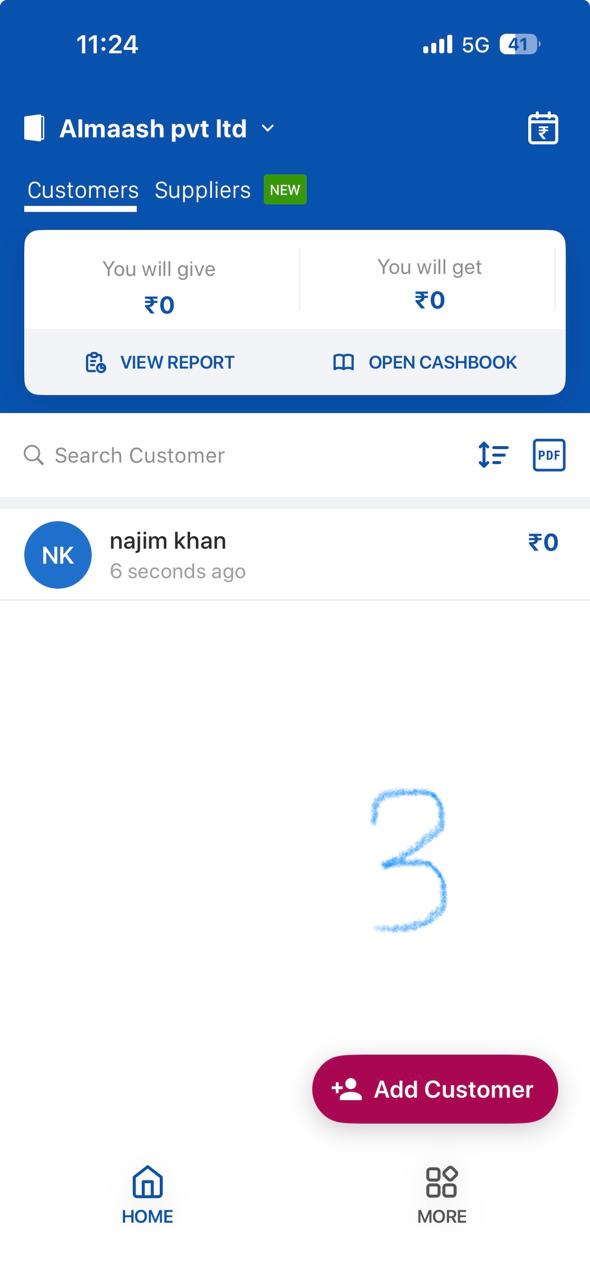 11:24 5G 41
Almaash pvt ltd
₹
Customers Suppliers NEW
You will give You will get
₹0 ₹0
VIEW REPORT OPEN CASHBOOK
Search Customer PDF
NK najim khan ₹0
6 seconds ago
3
Add Customer
HOME MORE